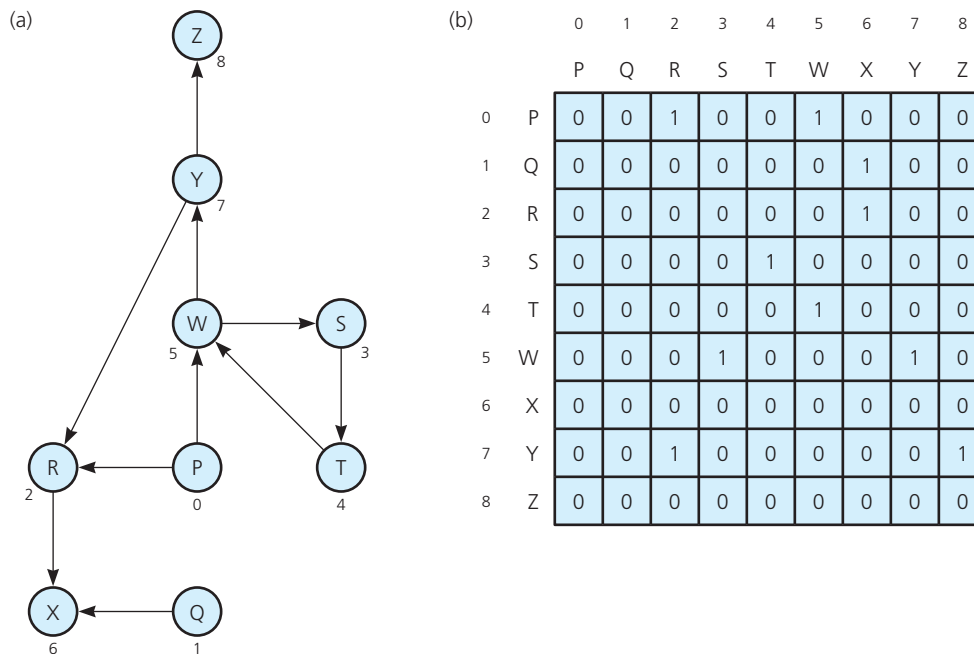 (a)
Z
8
Y
7
W
5
S
3
R
2
P
0
T
4
X
6
Q
1
(b)
0 1 2 3 4 5 6 7 8
P Q R S T W X Y Z
0 P 0 0 1 0 0 1 0 0 0
1 Q 0 0 0 0 0 0 1 0 0
2 R 0 0 0 0 0 0 1 0 0
3 S 0 0 0 0 1 0 0 0 0
4 T 0 0 0 0 0 1 0 0 0
5 W 0 0 0 1 0 0 0 1 0
6 X 0 0 0 0 0 0 0 0 0
7 Y 0 0 1 0 0 0 0 0 1
8 Z 0 0 0 0 0 0 0 0 0